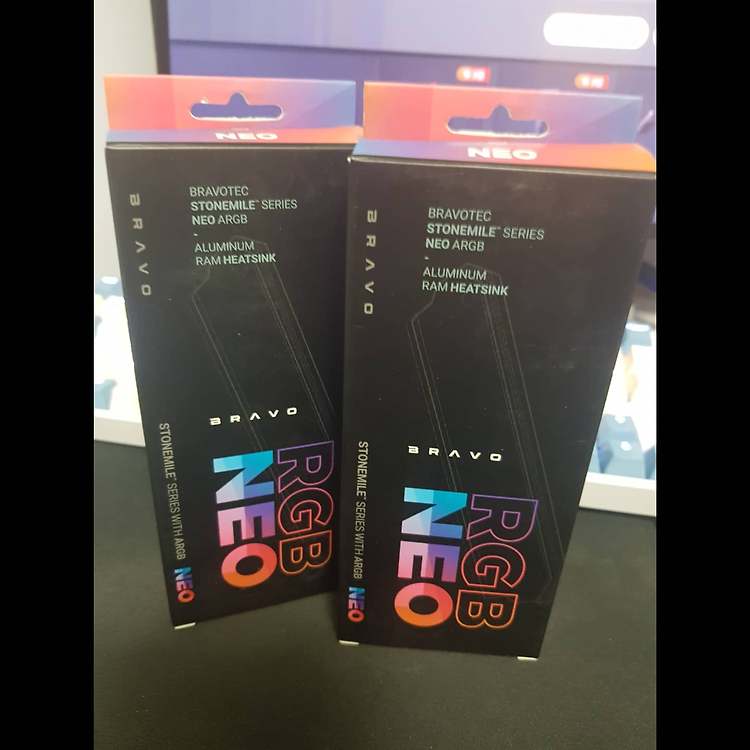 NEO
BRAVOTEC
STONEMILE™ SERIES
NEO ARGB
-
ALUMINUM
RAM HEATSINK
BRAVO
BRAVO
RGB
NEO
STONEMILE™ SERIES WITH ARGB NEO
NEO
BRAVOTEC
STONEMILE™ SERIES
NEO ARGB
-
ALUMINUM
RAM HEATSINK
BRAVO
BRAVO
RGB
NEO
STONEMILE™ SERIES WITH ARGB NEO